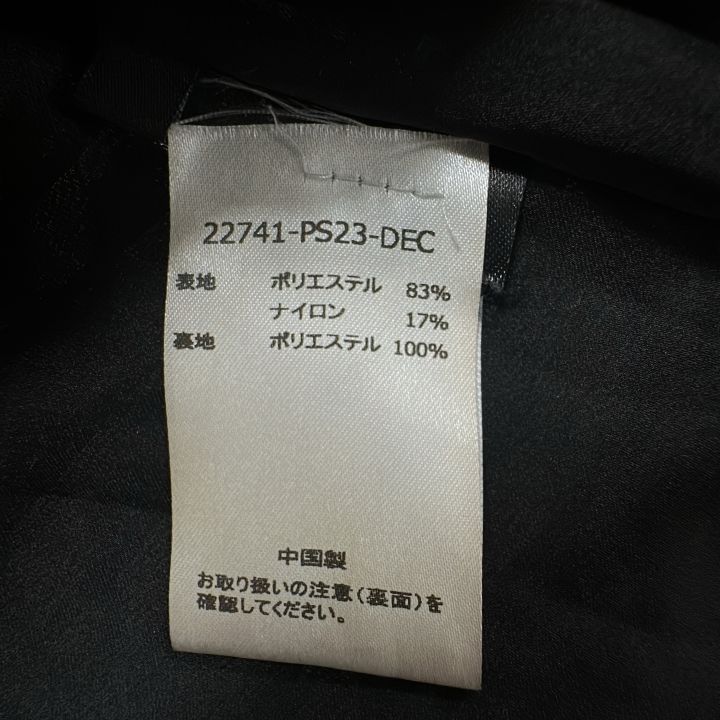 22741-PS23-DEC
表地 ポリエステル 83%
ナイロン 17%
裏地 ポリエステル 100%
中国製
お取り扱いの注意(裏面)を
確認してください。